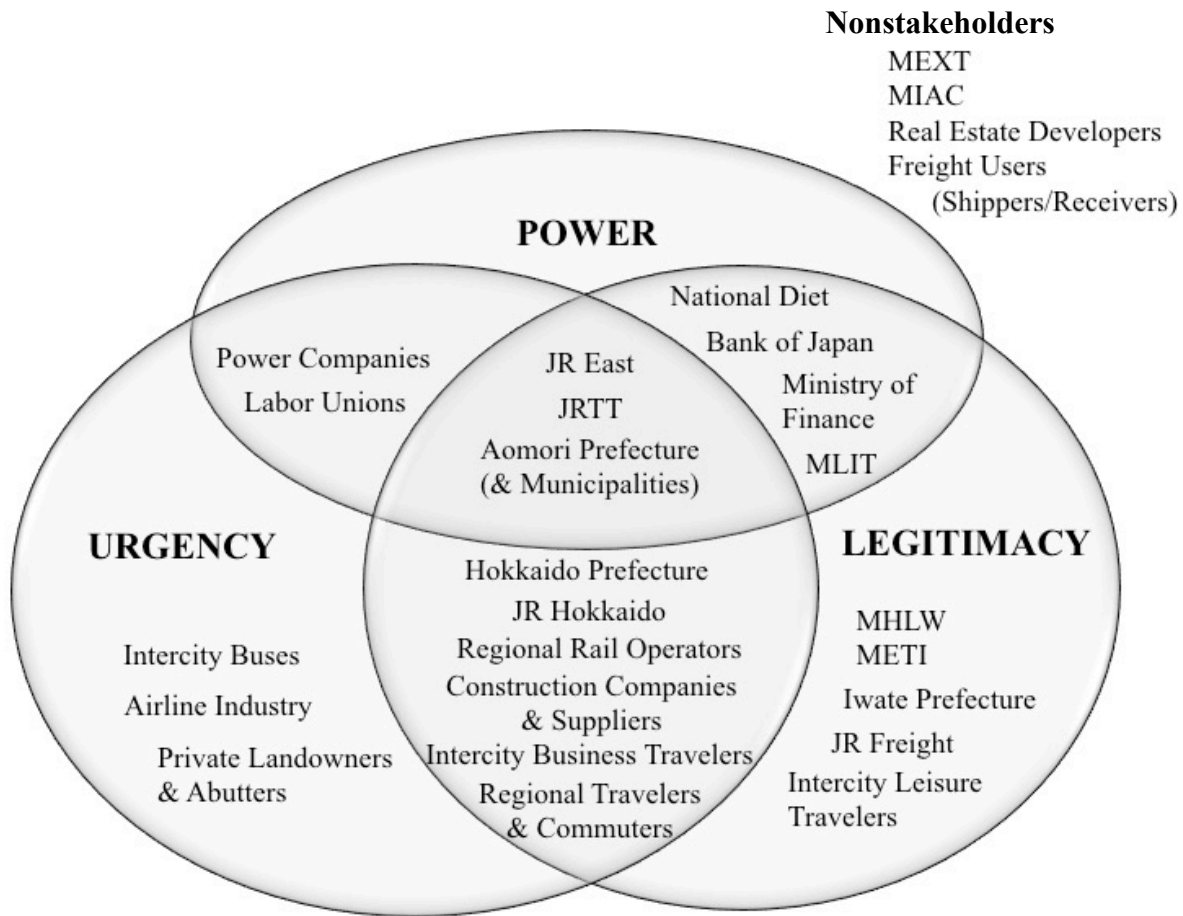 Nonstakeholders
MEXT
MIAC
Real Estate Developers
Freight Users
(Shippers/Receivers)
POWER
National Diet
Bank of Japan
Ministry of
Finance
MLIT
Power Companies
Labor Unions
JR East
JRTT
Aomori Prefecture
(& Municipalities)
URGENCY
Intercity Buses
Airline Industry
Private Landowners
& Abutters
Hokkaido Prefecture
JR Hokkaido
Regional Rail Operators
Construction Companies
& Suppliers
Intercity Business Travelers
Regional Travelers
& Commuters
LEGITIMACY
MHLW
METI
Iwate Prefecture
JR Freight
Intercity Leisure
Travelers